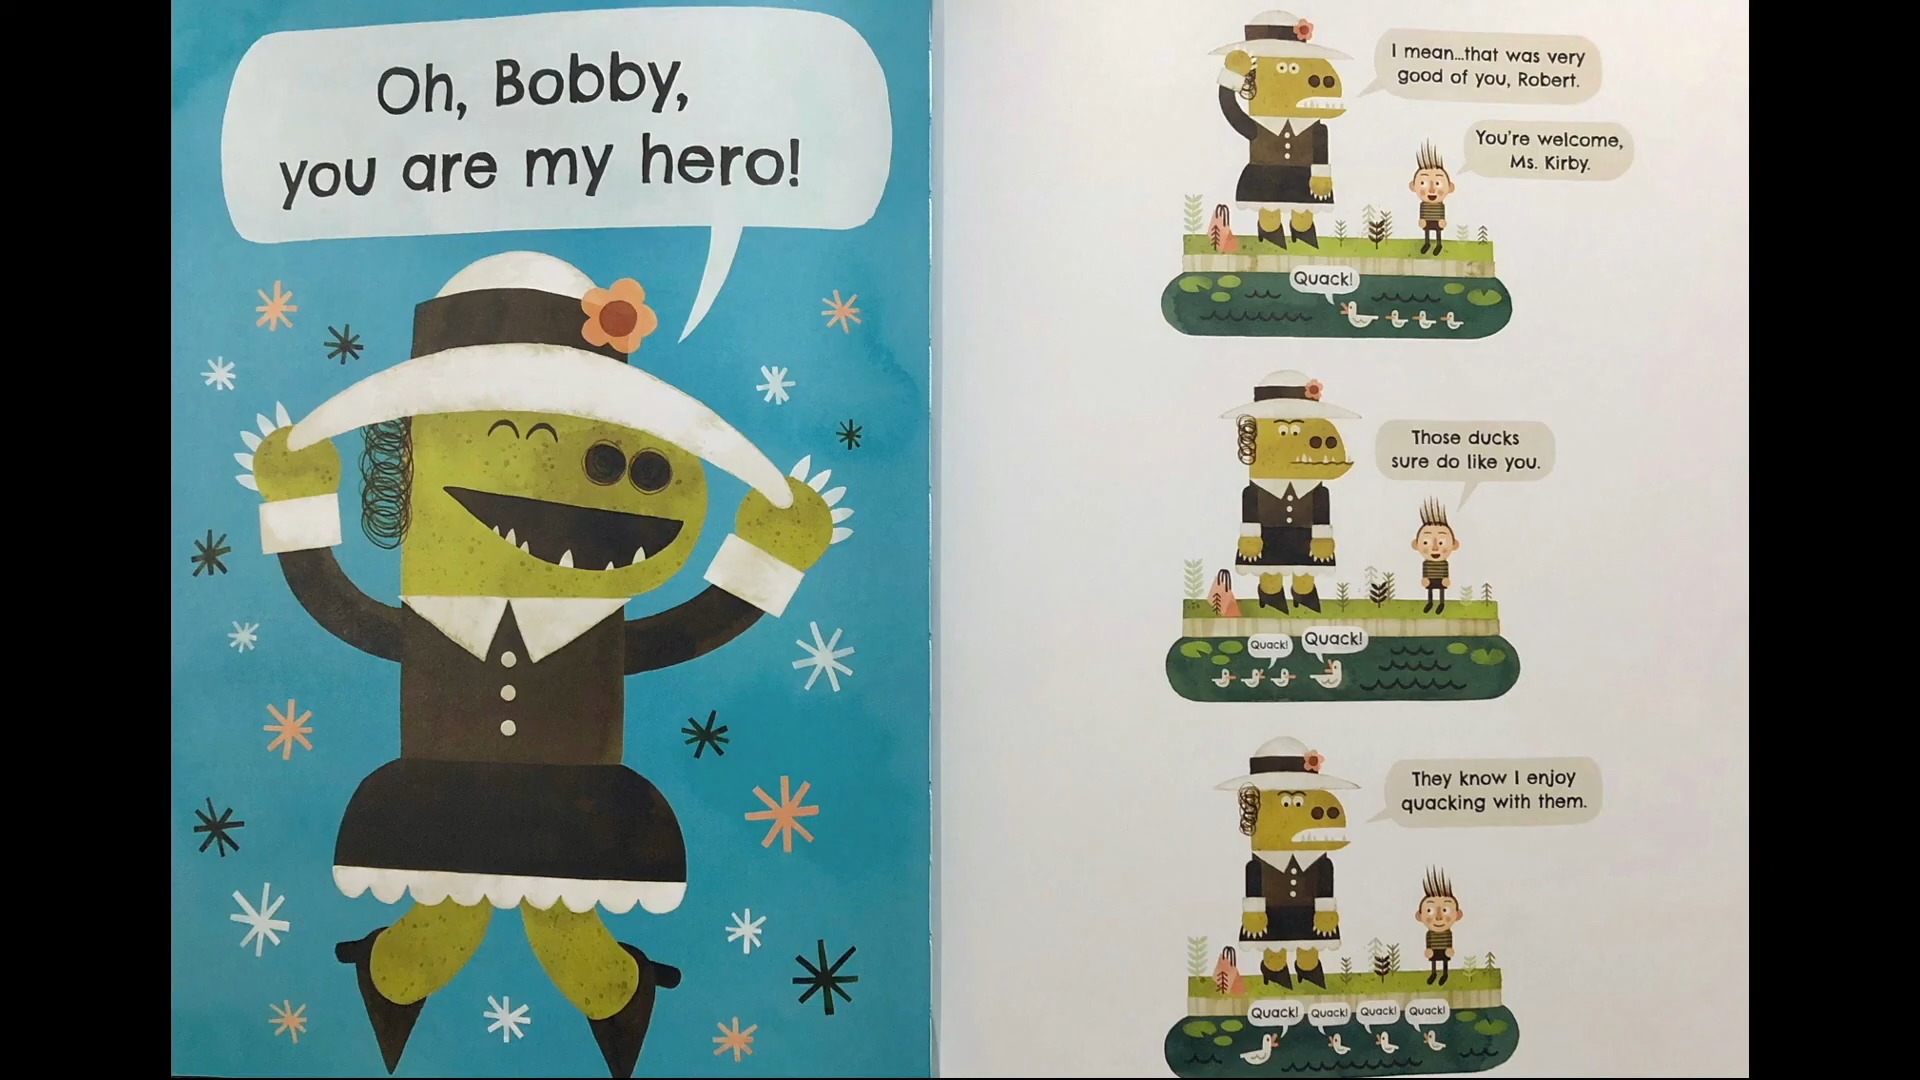 Oh, Bobby,
you are my hero!
I mean...that was very
good of you, Robert.
You're welcome,
Ms. Kirby.
Quack!
Those ducks
sure do like you.
Quack!
Quack!
They know I enjoy
quacking with them.
Quack!
Quack!
Quack!
Quack!